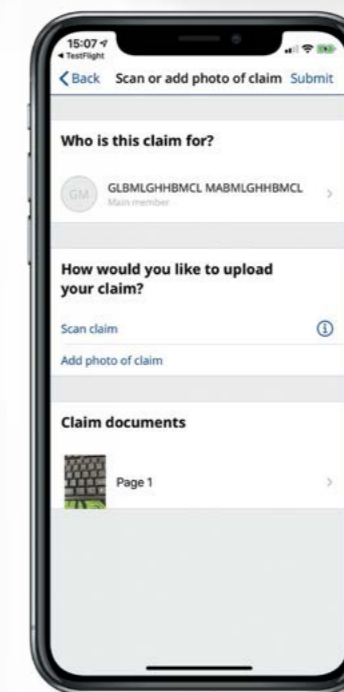 15:07
TestFlight
Back Scan or add photo of claim Submit
Who is this claim for?
GM GLBMLGHHBMCL MABMLGHHBMCL
Main member
How would you like to upload
your claim?
Scan claim
Add photo of claim
Claim documents
Page 1